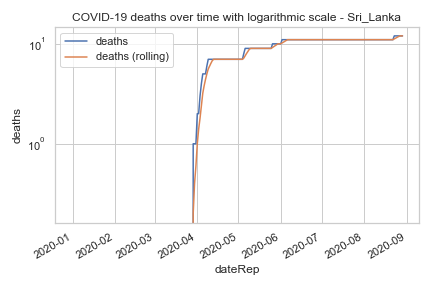 COVID-19 deaths over time with logarithmic scale - Sri_Lanka
deaths
deaths (rolling)
10¹
10⁰
deaths
2020-01
2020-02
2020-03
2020-04
2020-05
2020-06
2020-07
2020-08
2020-09
dateRep